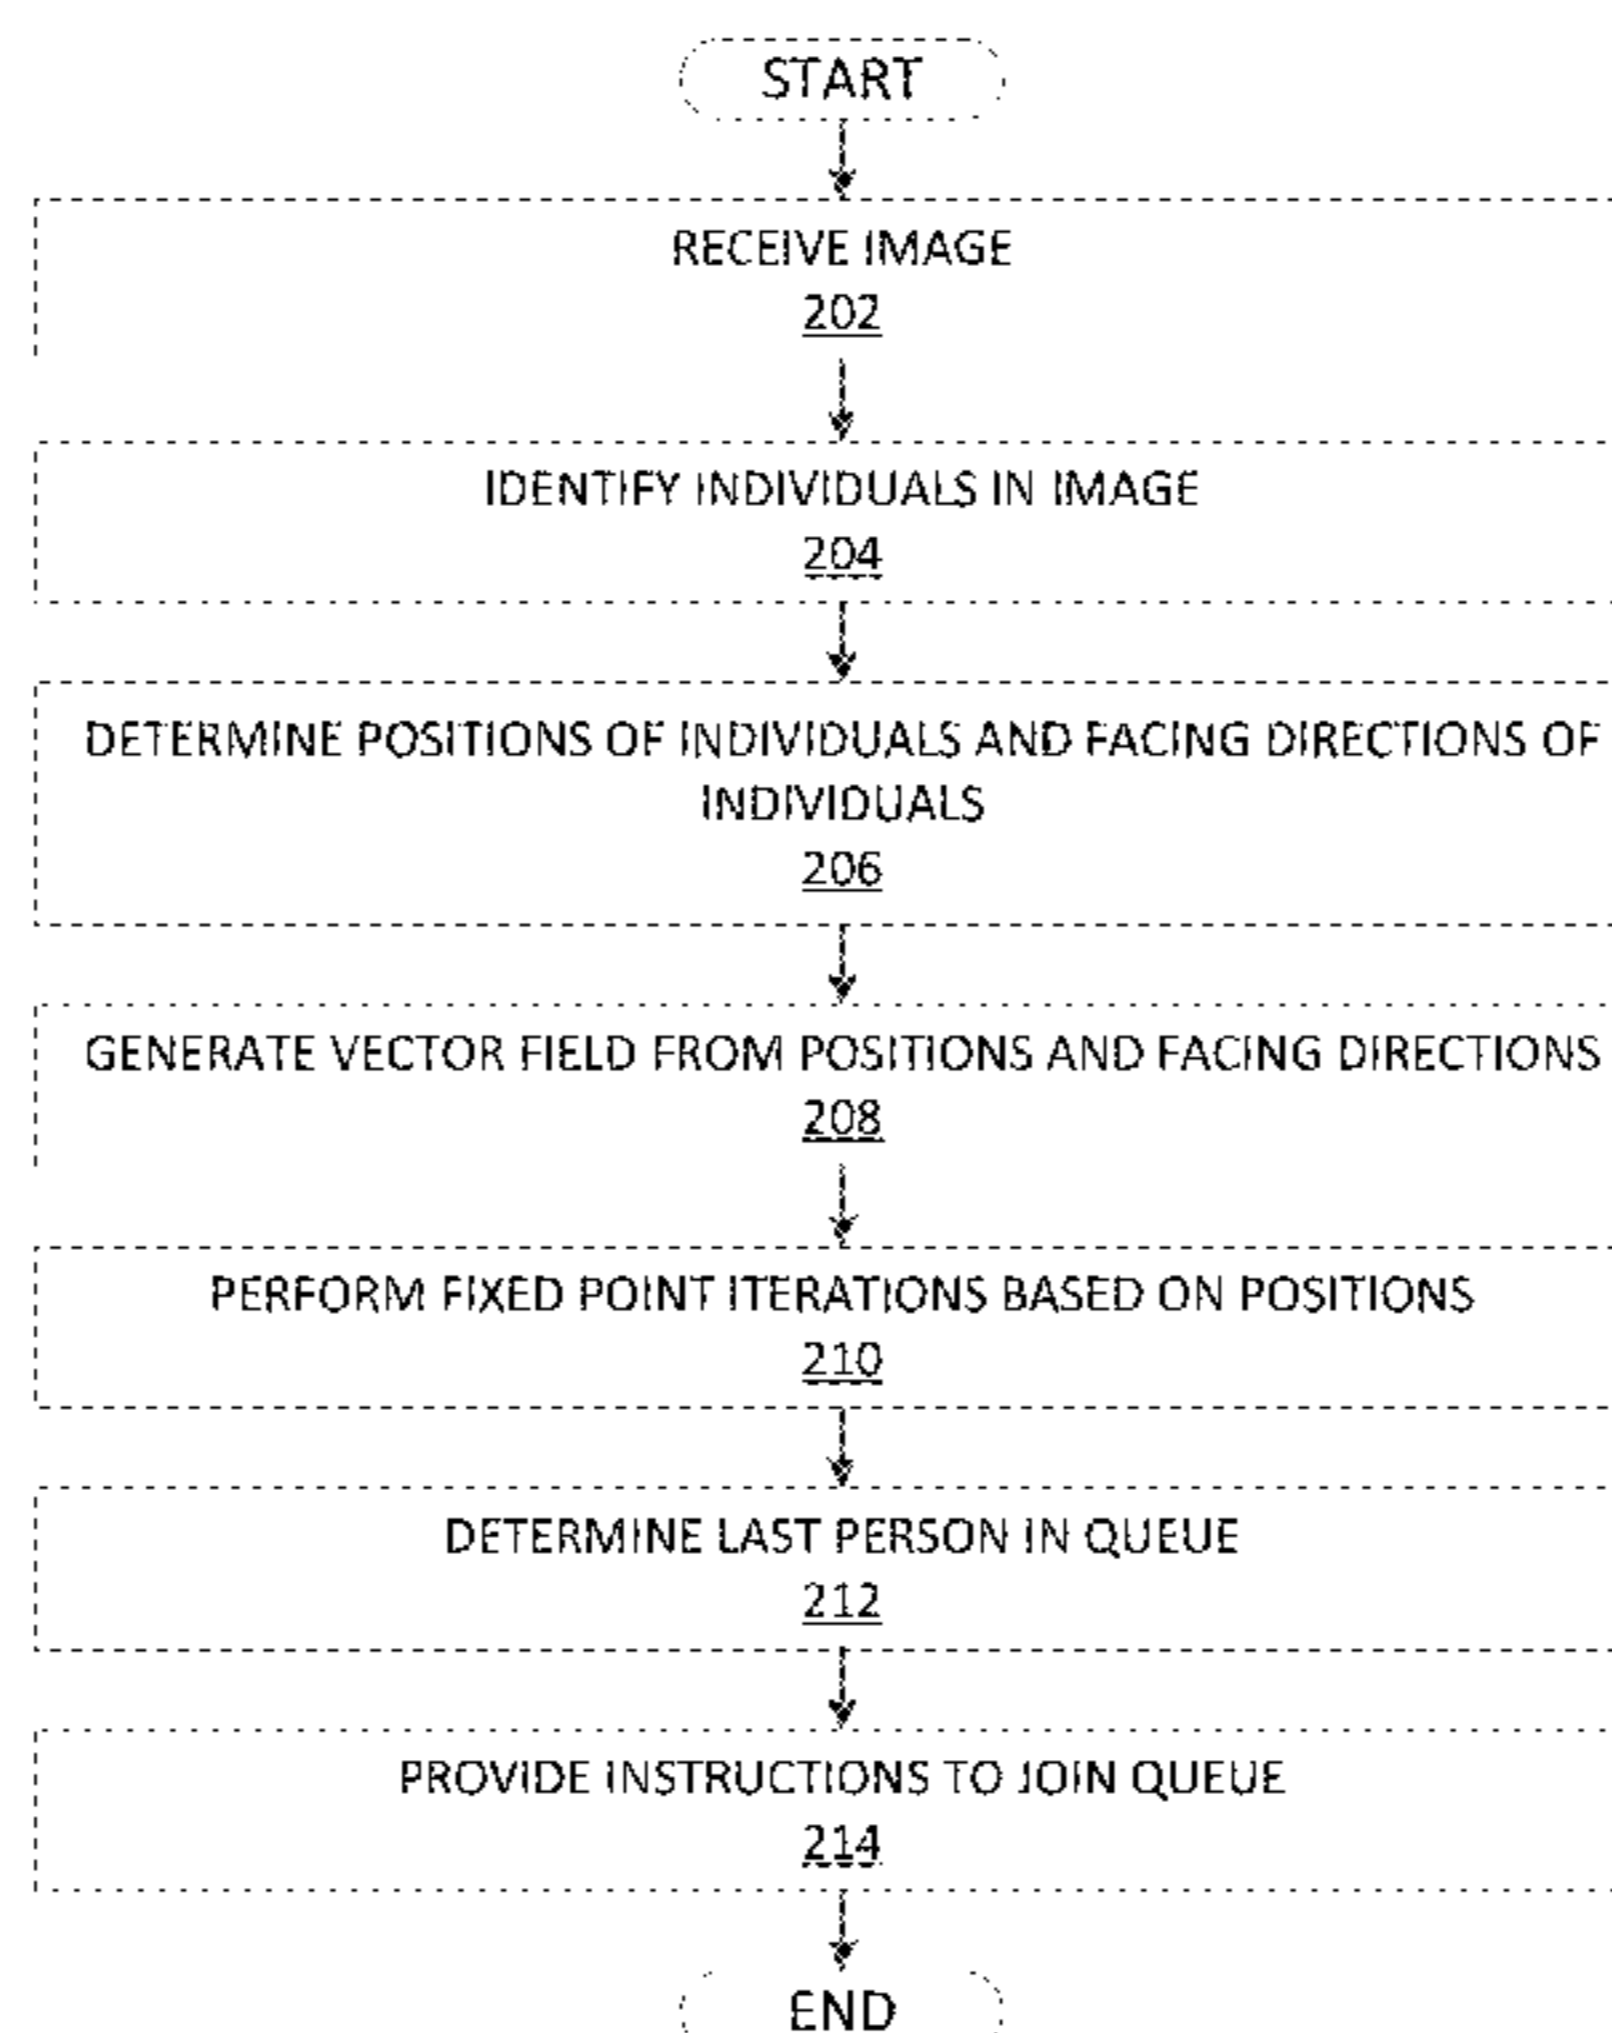 START
RECEIVE IMAGE
202
IDENTIFY INDIVIDUALS IN IMAGE
204
DETERMINE POSITIONS OF INDIVIDUALS AND FACING DIRECTIONS OF
INDIVIDUALS
206
GENERATE VECTOR FIELD FROM POSITIONS AND FACING DIRECTIONS
208
PERFORM FIXED POINT ITERATIONS BASED ON POSITIONS
210
DETERMINE LAST PERSON IN QUEUE
212
PROVIDE INSTRUCTIONS TO JOIN QUEUE
214
END